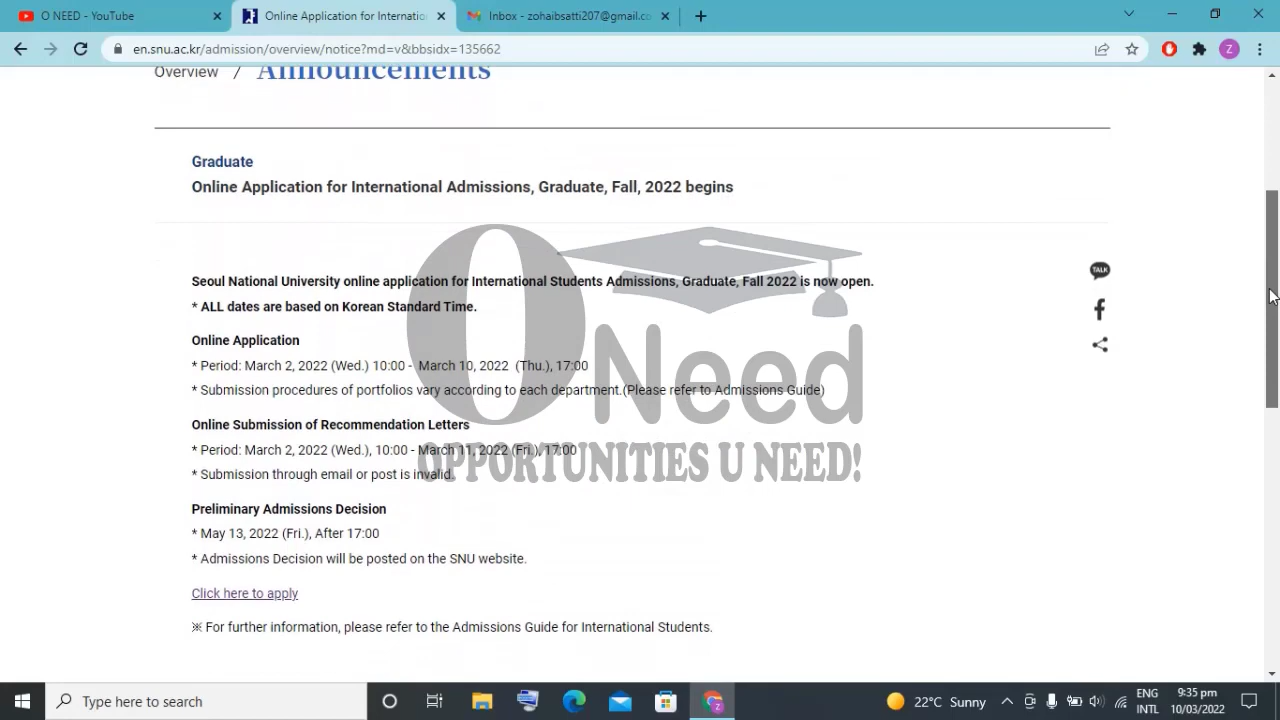 O NEED - YouTube
Online Application for Internatio
Inbox - zohaibsatti207@gmail.co
en.snu.ac.kr/admission/overview/notice?md=v&bbsidx=135662
Z
Overview / Announcements
Graduate
Online Application for International Admissions, Graduate, Fall, 2022 begins
Seoul National University online application for International Students Admissions, Graduate, Fall 2022 is now open.
* ALL dates are based on Korean Standard Time.
Online Application
* Period: March 2, 2022 (Wed.) 10:00 - March 10, 2022 (Thu.), 17:00
* Submission procedures of portfolios vary according to each department.(Please refer to Admissions Guide)
Online Submission of Recommendation Letters
* Period: March 2, 2022 (Wed.), 10:00 - March 11, 2022 (Fri.), 17:00
* Submission through email or post is invalid.
Preliminary Admissions Decision
* May 13, 2022 (Fri.), After 17:00
* Admissions Decision will be posted on the SNU website.
Click here to apply
※ For further information, please refer to the Admissions Guide for International Students.
TALK
O Need
OPPORTUNITIES U NEED!
Type here to search
22°C Sunny
ENG
INTL
9:35 pm
10/03/2022